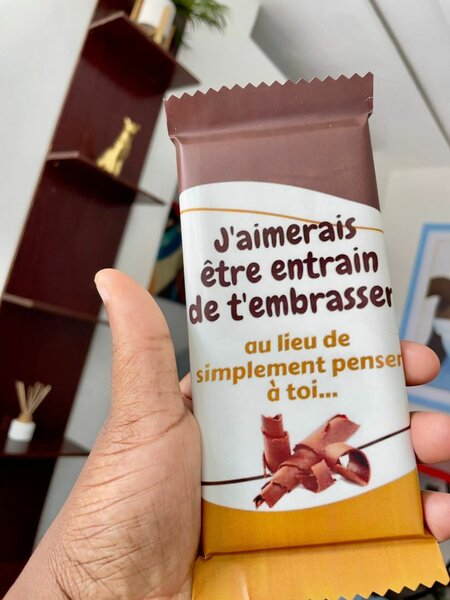 J'aimerais
être entrain
de t'embrasser
au lieu de
simplement penser
à toi...